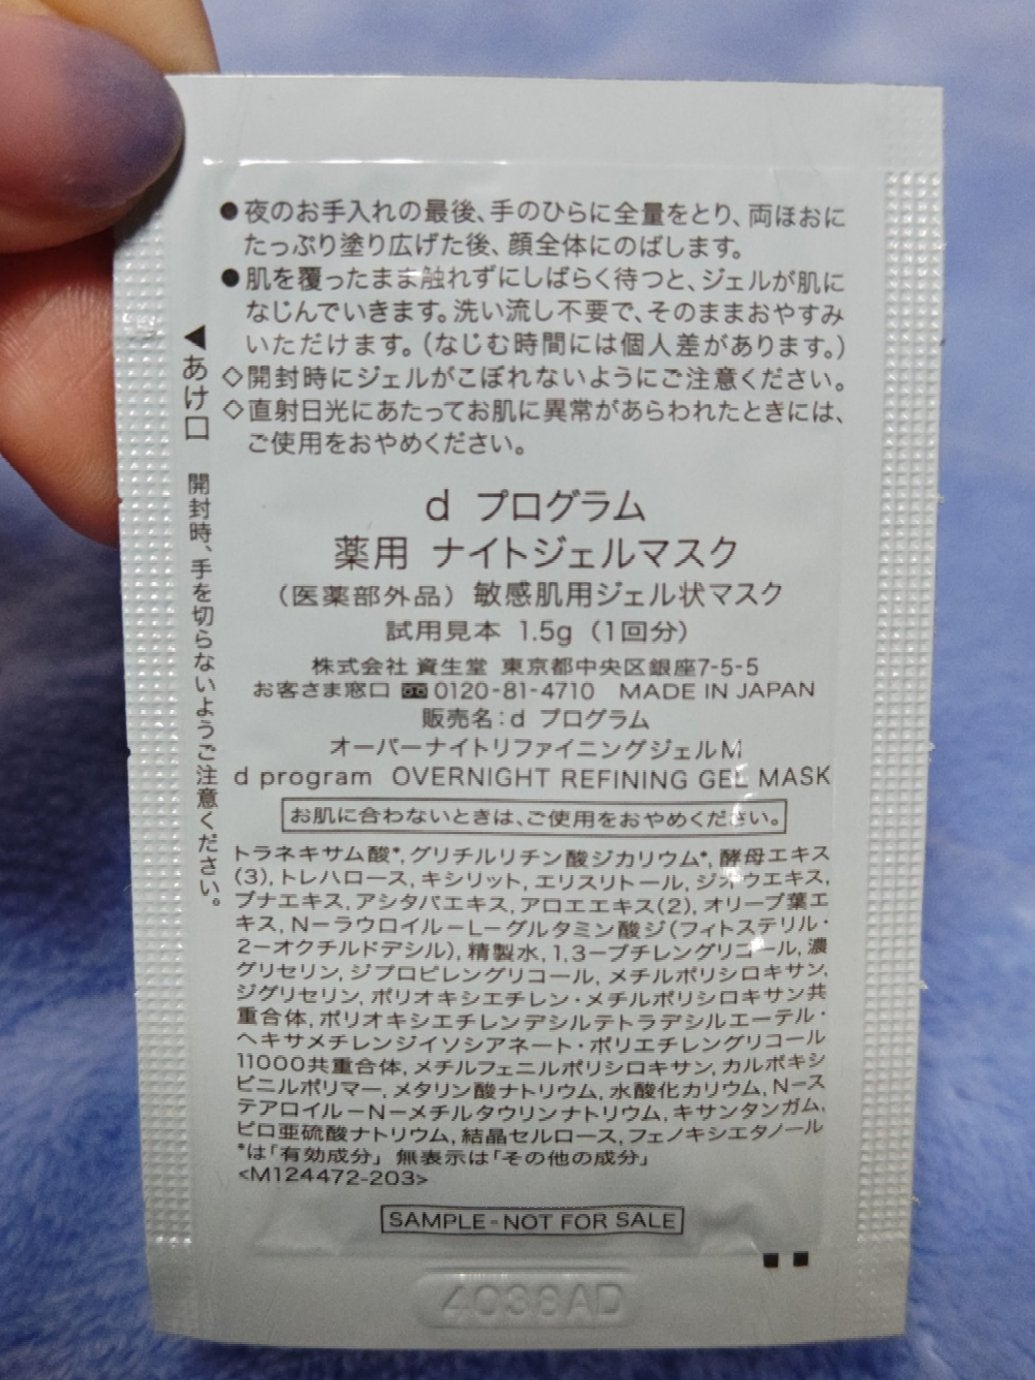 ●夜のお手入れの最後、手のひらに全量をとり、両ほおに
たっぷり塗り広げた後、顔全体にのばします。
●肌を覆ったまま触れずにしばらく待つと、ジェルが肌に
なじんでいきます。洗い流し不要で、そのままおやすみ
いただけます。（なじむ時間には個人差があります。）
◇開封時にジェルがこぼれないようにご注意ください。
◇直射日光にあたってお肌に異常があらわれたときには、
ご使用をおやめください。
◀あけ口 開封時、手を切らないようご注意ください。
d プログラム
薬用 ナイトジェルマスク
（医薬部外品）敏感肌用ジェル状マスク
試用見本 1.5g（1回分）
株式会社 資生堂 東京都中央区銀座7-5-5
お客さま窓口 0120-81-4710 MADE IN JAPAN
販売名：d プログラム
オーバーナイトリファイニングジェルM
d program OVERNIGHT REFINING GEL MASK
お肌に合わないときは、ご使用をおやめください。
トラネキサム酸*, グリチルリチン酸ジカリウム*, 酵母エキス
(3), トレハロース, キシリット, エリスリトール, ジオウエキス,
ブナエキス, アシタバエキス, アロエエキス(2), オリーブ葉エ
キス, N－ラウロイル－L－グルタミン酸ジ(フィトステリル・
2－オクチルドデシル), 精製水, 1,3－ブチレングリコール, 濃
グリセリン, ジプロピレングリコール, メチルポリシロキサン,
ジグリセリン, ポリオキシエチレン・メチルポリシロキサン共
重合体, ポリオキシエチレンデシルテトラデシルエーテル・
ヘキサメチレンジイソシアネート・ポリエチレングリコール
11000共重合体, メチルフェニルポリシロキサン, カルボキシ
ビニルポリマー, メタリン酸ナトリウム, 水酸化カリウム, N－ス
テアロイル－N－メチルタウリンナトリウム, キサンタンガム,
ピロ亜硫酸ナトリウム, 結晶セルロース, フェノキシエタノール
*は「有効成分」 無表示は「その他の成分」
<M124472-203>
SAMPLE-NOT FOR SALE
4038AD